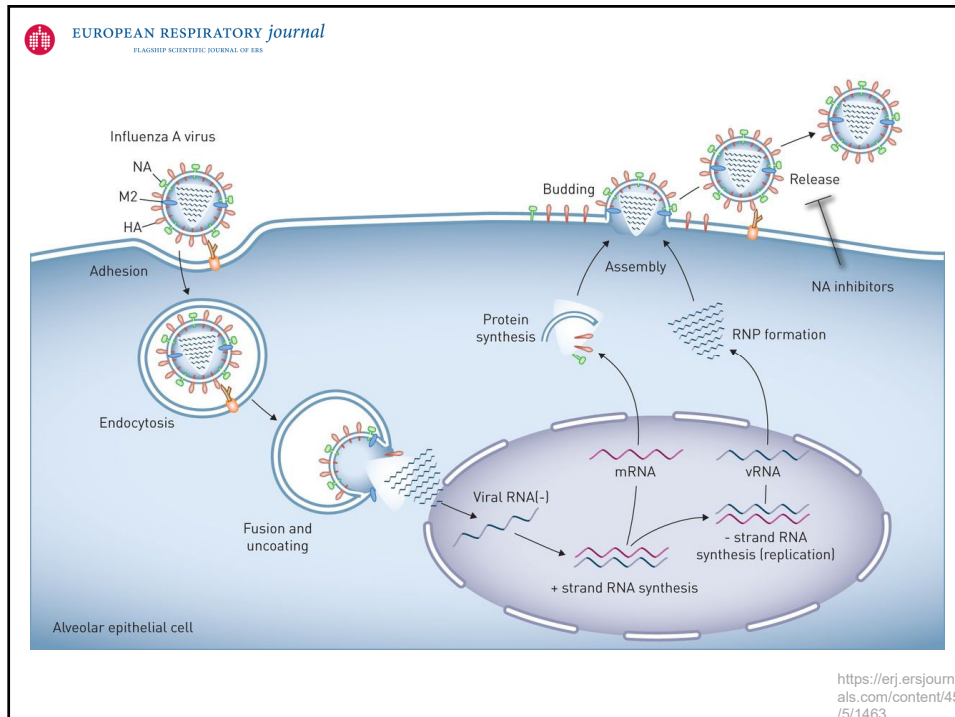 EUROPEAN RESPIRATORY journal
FLAGSHIP SCIENTIFIC JOURNAL OF ERS
Influenza A virus
NA
M2
HA
Adhesion
Endocytosis
Fusion and
uncoating
Viral RNA(-)
+ strand RNA synthesis
mRNA
vRNA
- strand RNA
synthesis (replication)
Protein
synthesis
RNP formation
Assembly
Budding
Release
NA inhibitors
Alveolar epithelial cell
https://erj.ersjourn
als.com/content/45
/5/1463